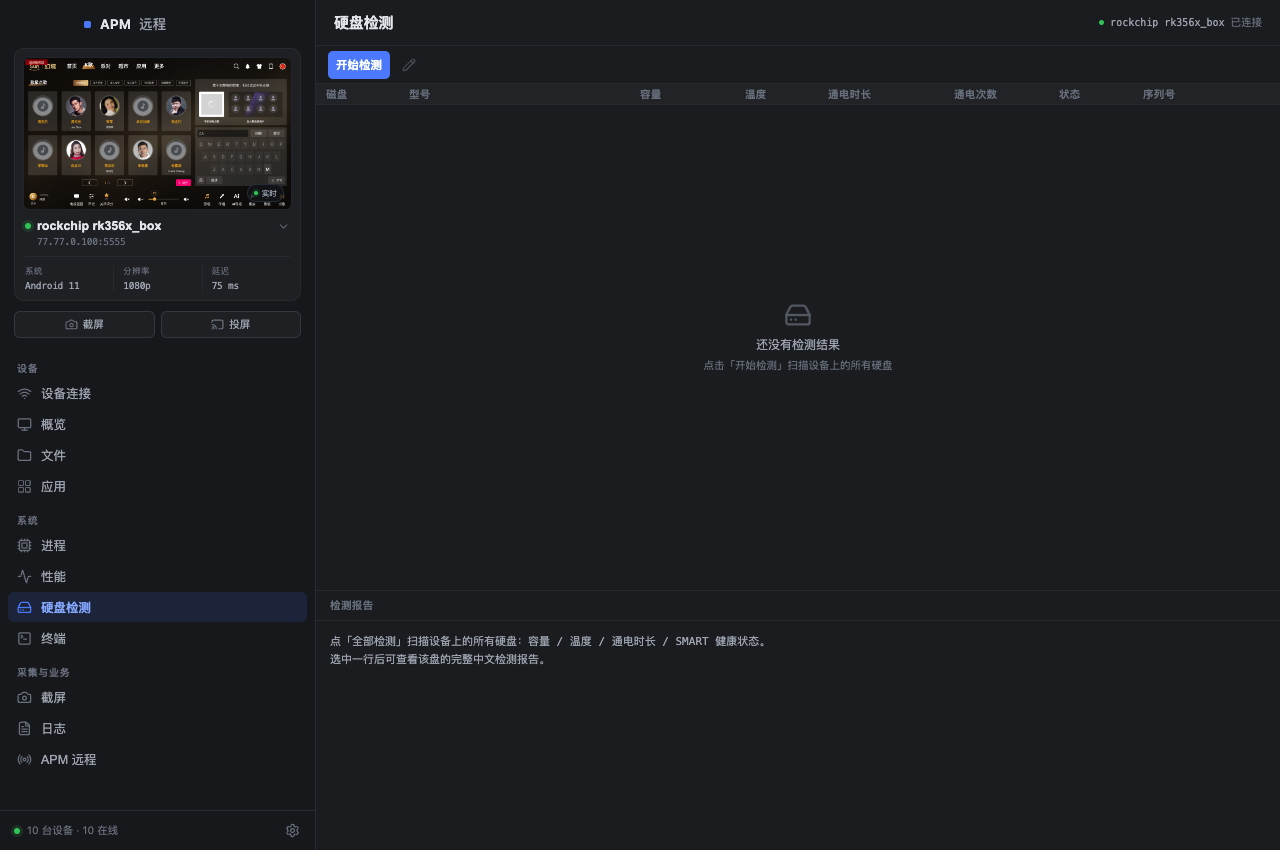 APM 远程
硬盘检测
rockchip rk356x_box 已连接
开始检测
磁盘 型号 容量 温度 通电时长 通电次数 状态 序列号
首页 应用 更多
实时
rockchip rk356x_box
77.77.0.100:5555
系统 分辨率 延迟
Android 11 1080p 75 ms
截屏 投屏
还没有检测结果
点击「开始检测」扫描设备上的所有硬盘
设备
设备连接
概览
文件
应用
系统
进程
性能
硬盘检测
终端
采集与业务
截屏
日志
APM 远程
检测报告
点「全部检测」扫描设备上的所有硬盘: 容量 / 温度 / 通电时长 / SMART 健康状态。
选中一行后可查看该盘的完整中文检测报告。
10 台设备 · 10 在线